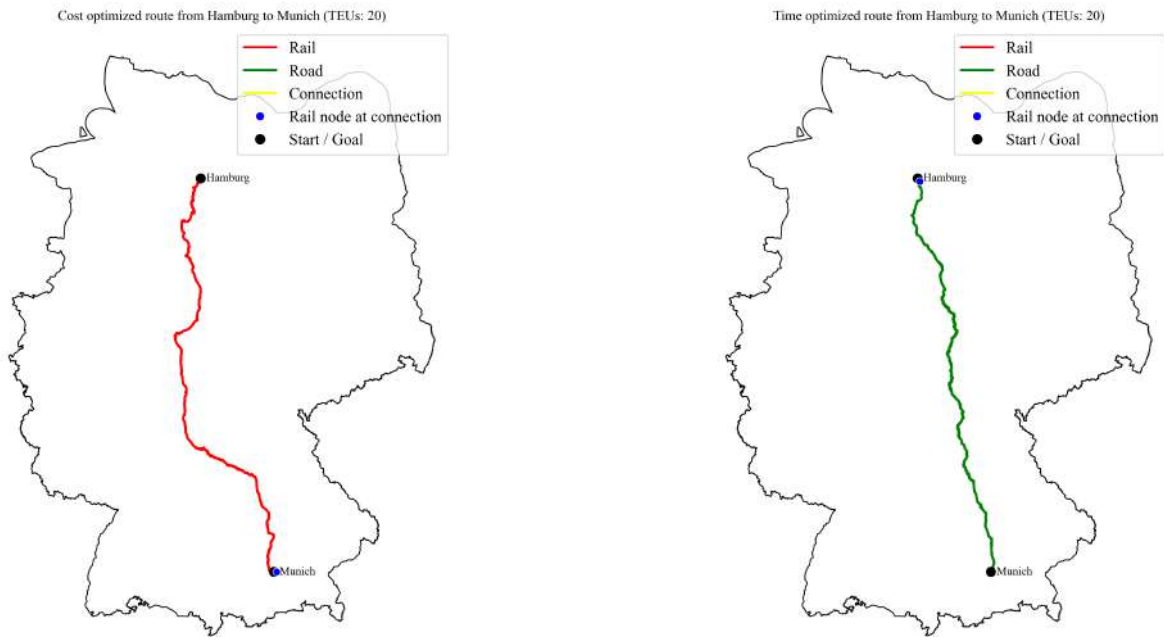 Cost optimized route from Hamburg to Munich (TEUs: 20)
Rail
Road
Connection
Rail node at connection
Start / Goal
Hamburg
Munich
Time optimized route from Hamburg to Munich (TEUs: 20)
Rail
Road
Connection
Rail node at connection
Start / Goal
Hamburg
Munich